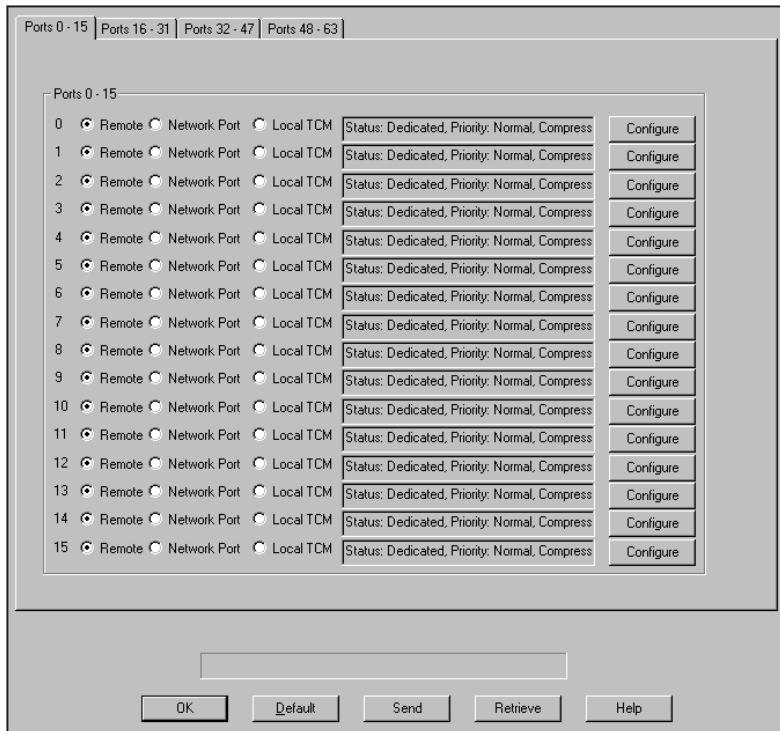 Ports 0 - 15 Ports 16 - 31 Ports 32 - 47 Ports 48 - 63
Ports 0 - 15
0 Remote Network Port Local TCM Status: Dedicated, Priority: Normal, Compress Configure
1 Remote Network Port Local TCM Status: Dedicated, Priority: Normal, Compress Configure
2 Remote Network Port Local TCM Status: Dedicated, Priority: Normal, Compress Configure
3 Remote Network Port Local TCM Status: Dedicated, Priority: Normal, Compress Configure
4 Remote Network Port Local TCM Status: Dedicated, Priority: Normal, Compress Configure
5 Remote Network Port Local TCM Status: Dedicated, Priority: Normal, Compress Configure
6 Remote Network Port Local TCM Status: Dedicated, Priority: Normal, Compress Configure
7 Remote Network Port Local TCM Status: Dedicated, Priority: Normal, Compress Configure
8 Remote Network Port Local TCM Status: Dedicated, Priority: Normal, Compress Configure
9 Remote Network Port Local TCM Status: Dedicated, Priority: Normal, Compress Configure
10 Remote Network Port Local TCM Status: Dedicated, Priority: Normal, Compress Configure
11 Remote Network Port Local TCM Status: Dedicated, Priority: Normal, Compress Configure
12 Remote Network Port Local TCM Status: Dedicated, Priority: Normal, Compress Configure
13 Remote Network Port Local TCM Status: Dedicated, Priority: Normal, Compress Configure
14 Remote Network Port Local TCM Status: Dedicated, Priority: Normal, Compress Configure
15 Remote Network Port Local TCM Status: Dedicated, Priority: Normal, Compress Configure
OK Default Send Retrieve Help